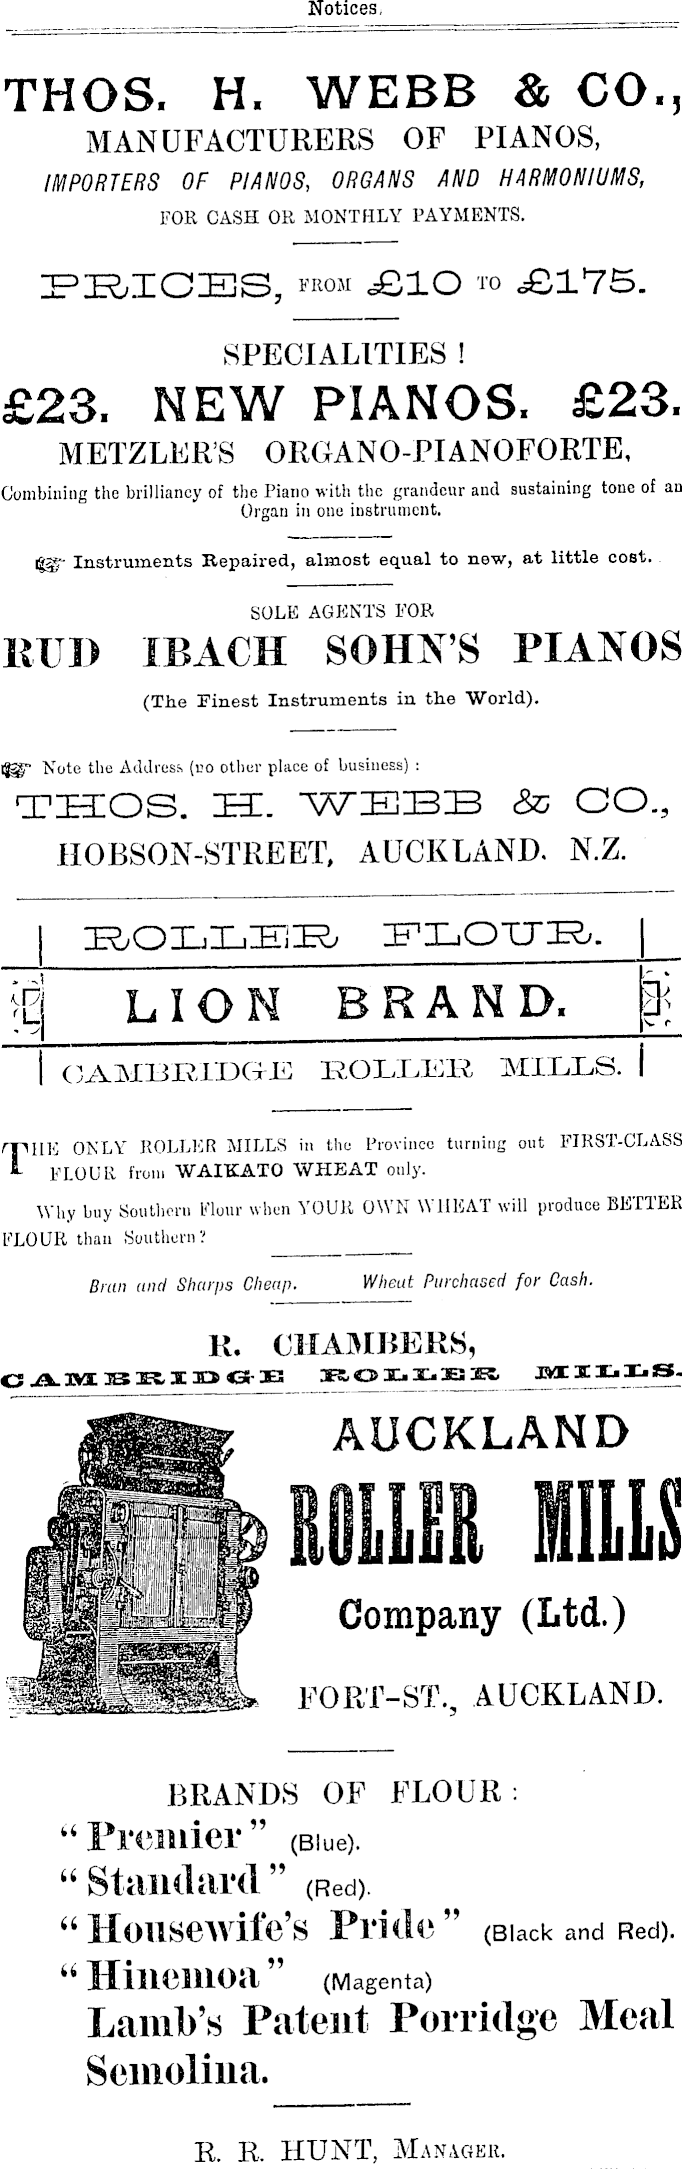 Notices.
THOS. H. WEBB & CO.,
MANUFACTURERS OF PIANOS,
IMPORTERS OF PIANOS, ORGANS AND HARMONIUMS,
FOR CASH OR MONTHLY PAYMENTS.
PRICES, FROM £10 TO £175.
SPECIALITIES !
£23. NEW PIANOS. £23.
METZLER'S ORGANO-PIANOFORTE,
Combining the brilliancy of the Piano with the grandeur and sustaining tone of an
Organ in one instrument.
☞ Instruments Repaired, almost equal to new, at little cost.
SOLE AGENTS FOR
RUD IBACH SOHN'S PIANOS
(The Finest Instruments in the World).
☞ Note the Address (no other place of business) :
THOS. H. WEBB & CO.,
HOBSON-STREET, AUCKLAND. N.Z.
ROLLER FLOUR.
LION BRAND.
CAMBRIDGE ROLLER MILLS.
THE ONLY ROLLER MILLS in the Province turning out FIRST-CLASS
FLOUR from WAIKATO WHEAT only.
Why buy Southern Flour when YOUR OWN WHEAT will produce BETTER
FLOUR than Southern?
Bran and Sharps Cheap. Wheat Purchased for Cash.
R. CHAMBERS,
CAMBRIDGE ROLLER MILLS.
AUCKLAND
ROLLER MILLS
Company (Ltd.)
FORT-ST., AUCKLAND.
BRANDS OF FLOUR :
"Premier" (Blue).
"Standard" (Red).
"Housewife's Pride" (Black and Red).
"Hinemoa" (Magenta)
Lamb's Patent Porridge Meal
Semolina.
R. R. HUNT, MANAGER.